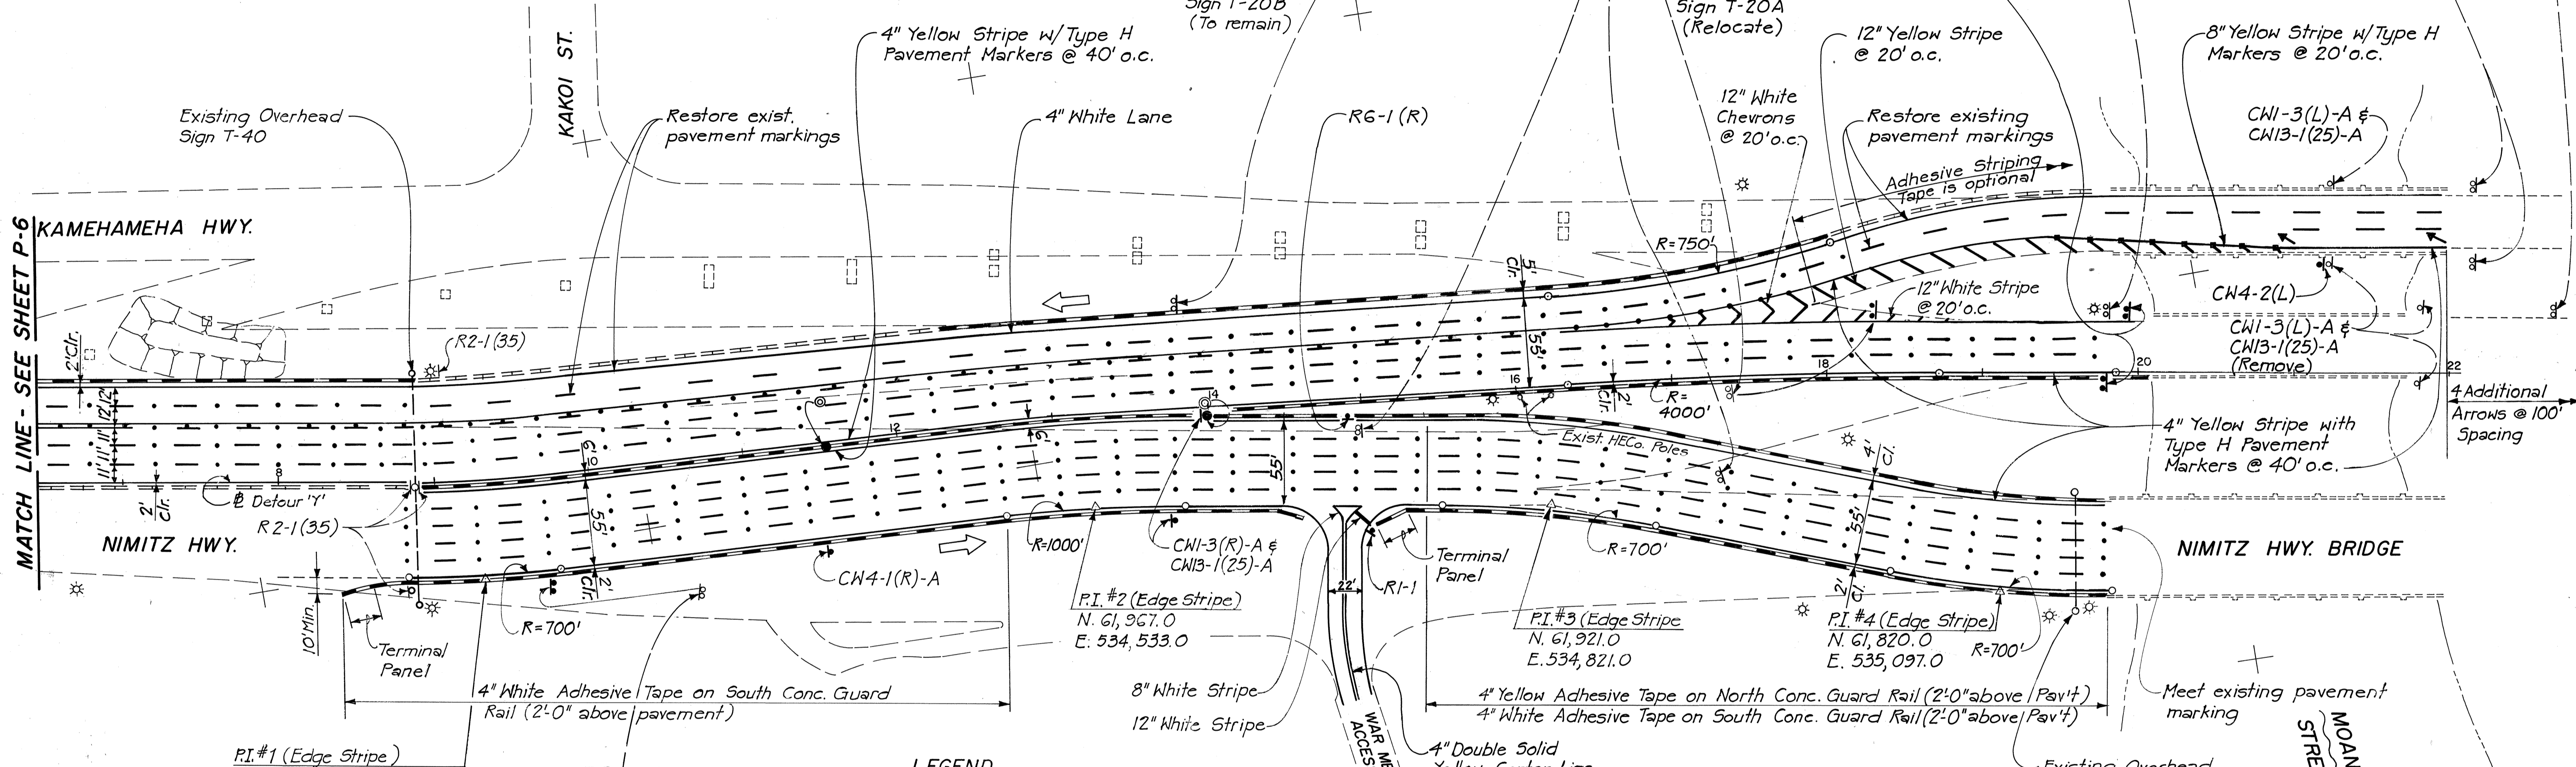 Sign T-20B
(To remain)
Sign T-20A
(Relocate)
KAKOI ST.
4" Yellow Stripe w/Type H
Pavement Markers @ 40' o.c.
12" Yellow Stripe
@ 20' o.c.
8" Yellow Stripe w/Type H
Markers @ 20' o.c.
Existing Overhead
Sign T-40
Restore exist.
pavement markings
4" White Lane
R6-1 (R)
12" White
Chevrons
@ 20' o.c.
Restore existing
pavement markings
CW1-3(L)-A &
CW13-1(25)-A
Adhesive Striping
Tape is optional
MATCH LINE - SEE SHEET P-6
KAMEHAMEHA HWY.
R=750'
5'
Clr.
12" White Stripe
@ 20' o.c.
CW4-2(L)
CW1-3(L)-A &
CW13-1(25)-A
(Remove)
R2-1 (35)
2' Clr.
12'
12'
11'
11'
11'
55'
8
10
12
14
16
18
20
22
2'
Clr.
R=
4000'
4 Additional
Arrows @ 100'
Spacing
4" Yellow Stripe with
Type H Pavement
Markers @ 40' o.c.
Exist. HECo. Poles
6'
6'
55'
55'
4'
Cl.
55'
2'
Cl.
2'
Clr.
℄ Detour 'Y'
R2-1 (35)
NIMITZ HWY.
2'
Clr.
10' Min.
Terminal
Panel
R=700'
CW4-1(R)-A
R=1000'
CW1-3(R)-A &
CW13-1(25)-A
22'
R1-1
Terminal
Panel
R=700'
NIMITZ HWY. BRIDGE
P.I. #2 (Edge Stripe)
N. 61,967.0
E. 534,533.0
P.I. #3 (Edge Stripe
N. 61,921.0
E. 534,821.0
P.I. #4 (Edge Stripe)
N. 61,820.0
E. 535,097.0
R=700'
4" White Adhesive Tape on South Conc. Guard
Rail (2'-0" above pavement)
8" White Stripe
12" White Stripe
4" Yellow Adhesive Tape on North Conc. Guard Rail (2'-0" above Pav't)
4" White Adhesive Tape on South Conc. Guard Rail (2'-0" above Pav't)
Meet existing pavement
marking
P.I. #1 (Edge Stripe)
LEGEND
WAR ME
ACCES
4" Double Solid
Yellow Center Line
Existing Overhead
MOAN
STRE